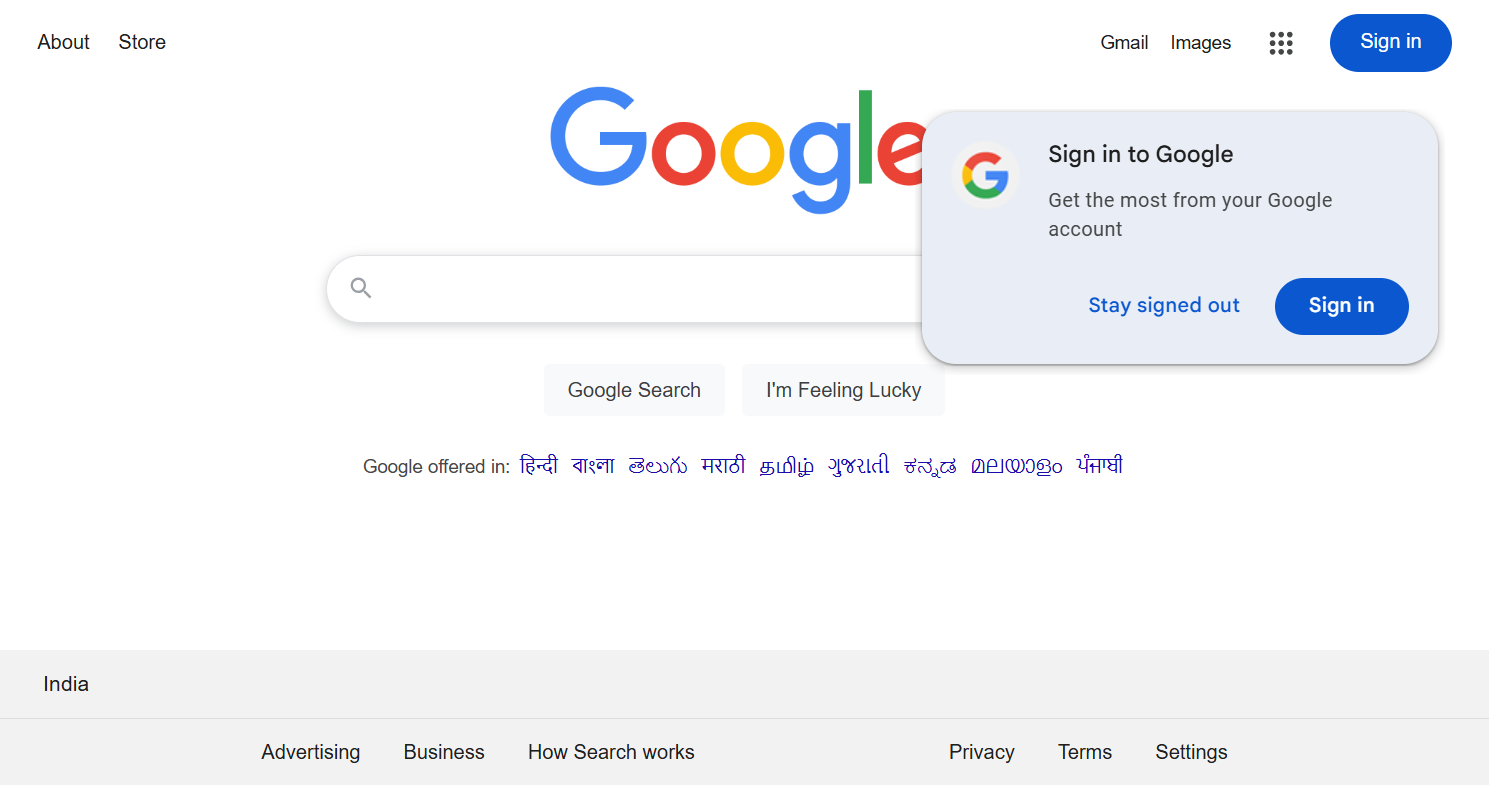 About Store Gmail Images Sign in
Google
Sign in to Google
Get the most from your Google
account
Stay signed out Sign in
Google Search I'm Feeling Lucky
Google offered in: हिन्दी বাংলা తెలుగు मराठी தமிழ் ગુજરાતી ಕನ್ನಡ മലയാളം ਪੰਜਾਬੀ
India
Advertising Business How Search works Privacy Terms Settings